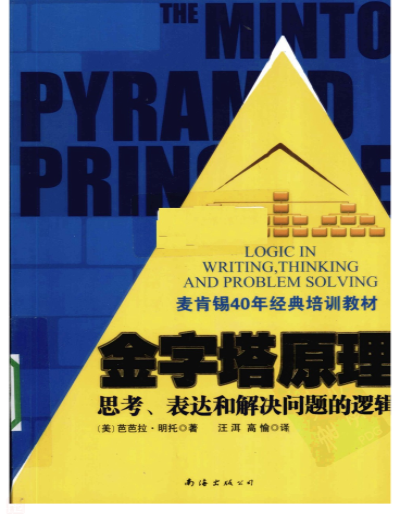 THE MINTO
PYRAMID
PRINCIPLE
LOGIC IN
WRITING,THINKING
AND PROBLEM SOLVING
麦肯锡40年经典培训教材
金字塔原理
思考、表达和解决问题的逻辑
(美)芭芭拉·明托◎著 汪洱 高愉◎译
南海出版公司